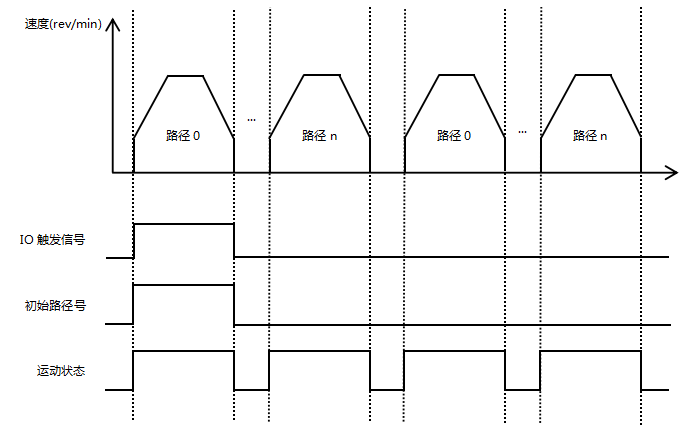 速度(rev/min)
路径 0
...
路径 n
路径 0
...
路径 n
IO 触发信号
初始路径号
运动状态